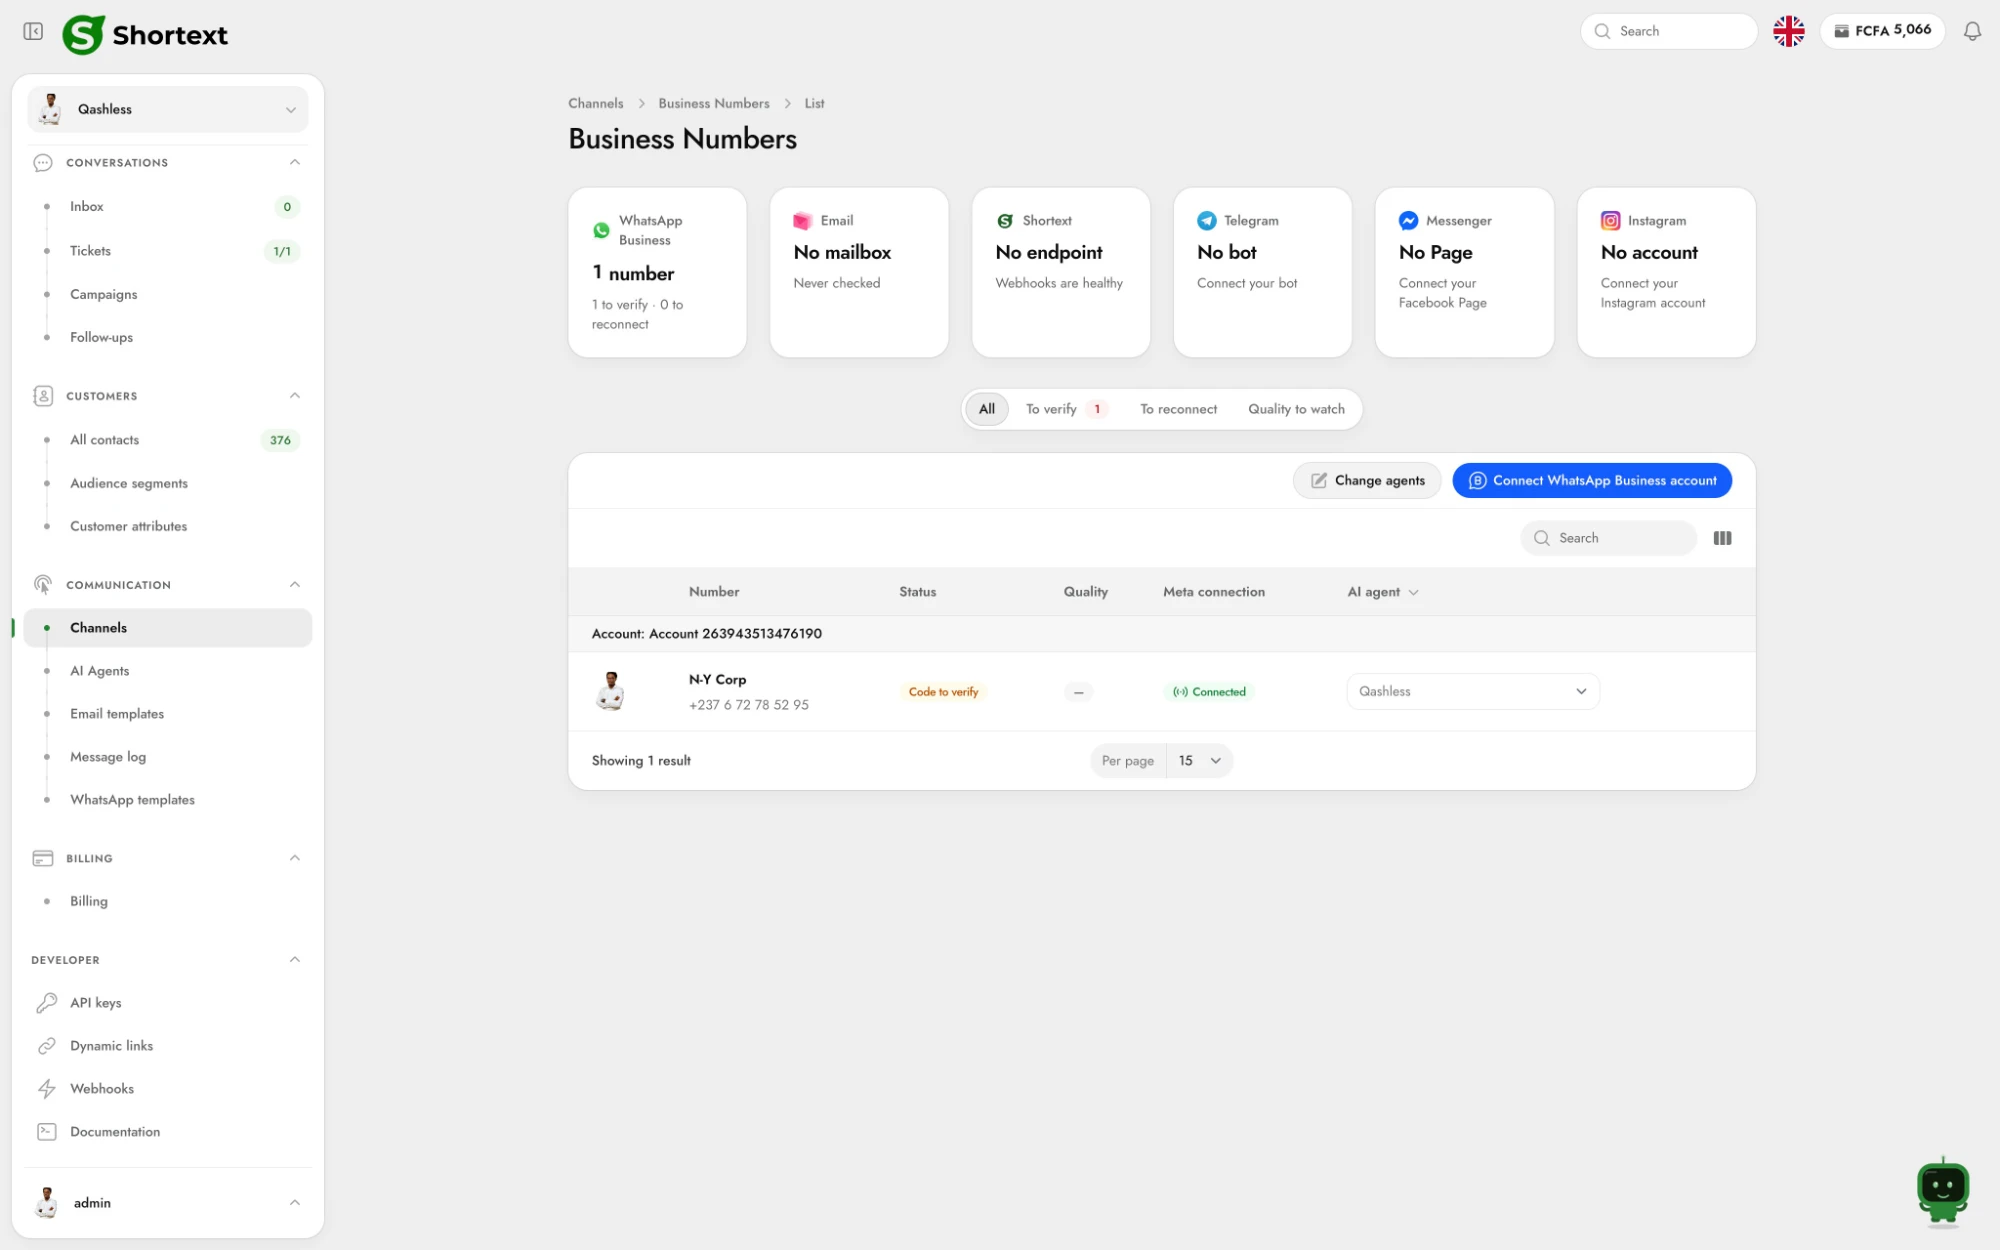 Shortext
Search
FCFA 5,066
Qashless
CONVERSATIONS
Inbox 0
Tickets 1/1
Campaigns
Follow-ups
CUSTOMERS
All contacts 376
Audience segments
Customer attributes
COMMUNICATION
Channels
AI Agents
Email templates
Message log
WhatsApp templates
BILLING
Billing
DEVELOPER
API keys
Dynamic links
Webhooks
Documentation
admin
Channels > Business Numbers > List
Business Numbers
WhatsApp
Business
1 number
1 to verify · 0 to
reconnect
Email
No mailbox
Never checked
Shortext
No endpoint
Webhooks are healthy
Telegram
No bot
Connect your bot
Messenger
No Page
Connect your
Facebook Page
Instagram
No account
Connect your
Instagram account
All To verify 1 To reconnect Quality to watch
Change agents Connect WhatsApp Business account
Search
Number Status Quality Meta connection AI agent
Account: Account 263943513476190
N-Y Corp
+237 6 72 78 52 95
Code to verify
—
Connected
Qashless
Showing 1 result
Per page 15